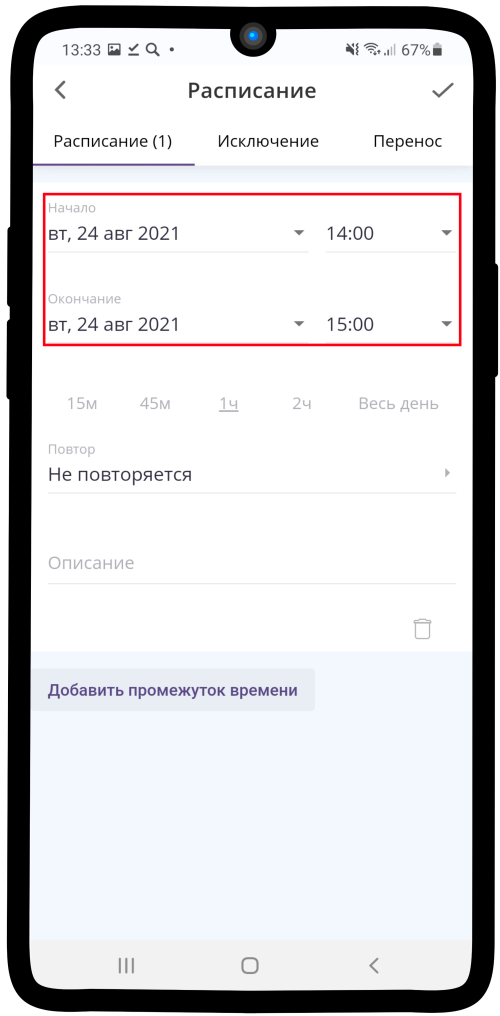 13:33 67%
Расписание
Расписание (1) Исключение Перенос
Начало
вт, 24 авг 2021 14:00
Окончание
вт, 24 авг 2021 15:00
15м 45м 1ч 2ч Весь день
Повтор
Не повторяется
Описание
Добавить промежуток времени